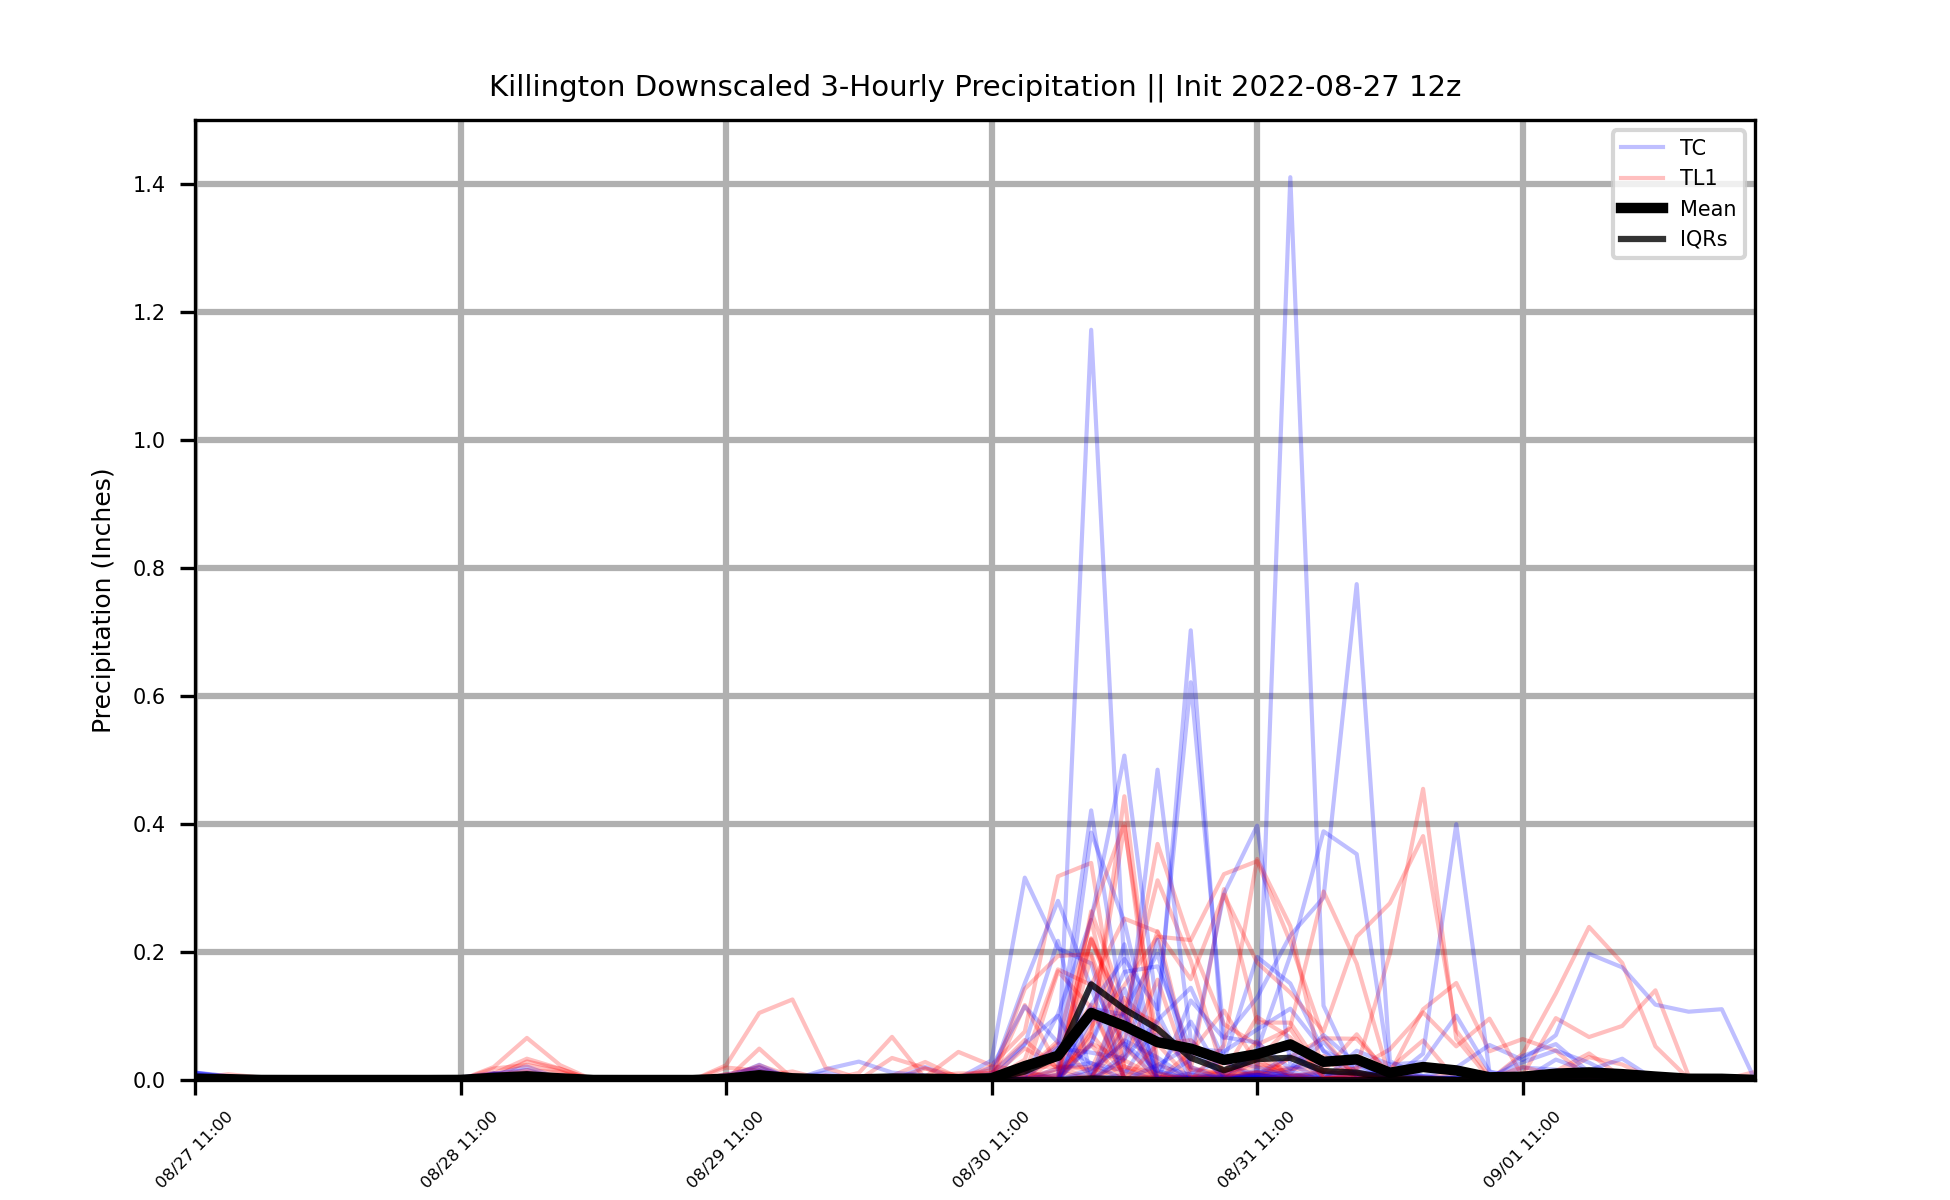 Killington Downscaled 3-Hourly Precipitation || Init 2022-08-27 12z
TC
TL1
Mean
IQRs
Precipitation (Inches)
1.4
1.2
1.0
0.8
0.6
0.4
0.2
0.0
08/27 11:00
08/28 11:00
08/29 11:00
08/30 11:00
08/31 11:00
09/01 11:00